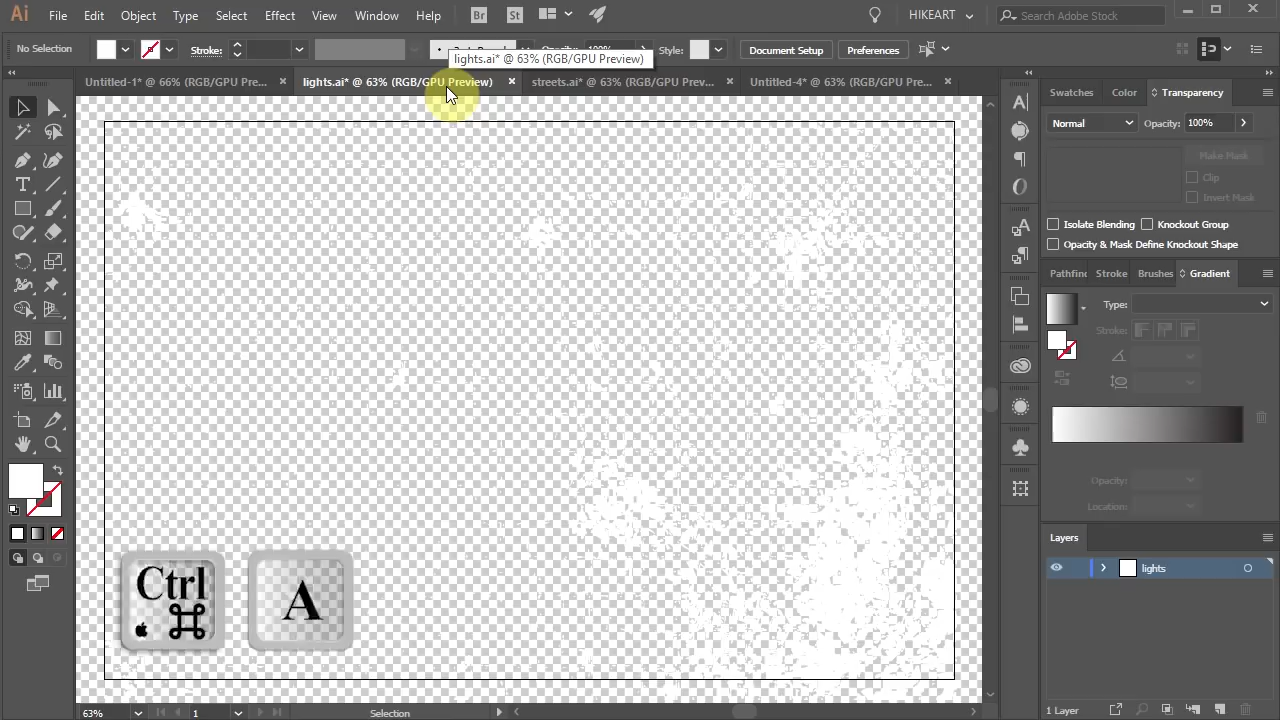 Ai File Edit Object Type Select Effect View Window Help Br St HIKEART Search Adobe Stock
No Selection Stroke: Opacity: 100% Style: Document Setup Preferences
lights.ai* @ 63% (RGB/GPU Preview)
Untitled-1* @ 66% (RGB/GPU Pre... lights.ai* @ 63% (RGB/GPU Preview) streets.ai* @ 63% (RGB/GPU Prev... Untitled-4* @ 63% (RGB/GPU Pre...
Swatches Color Transparency
Normal Opacity: 100%
Make Mask
Clip
Invert Mask
Isolate Blending Knockout Group
Opacity & Mask Define Knockout Shape
Pathfin Stroke Brushes Gradient
Type:
Stroke:
Opacity:
Location:
Layers
lights
Ctrl A
63% 1 Selection 1 Layer